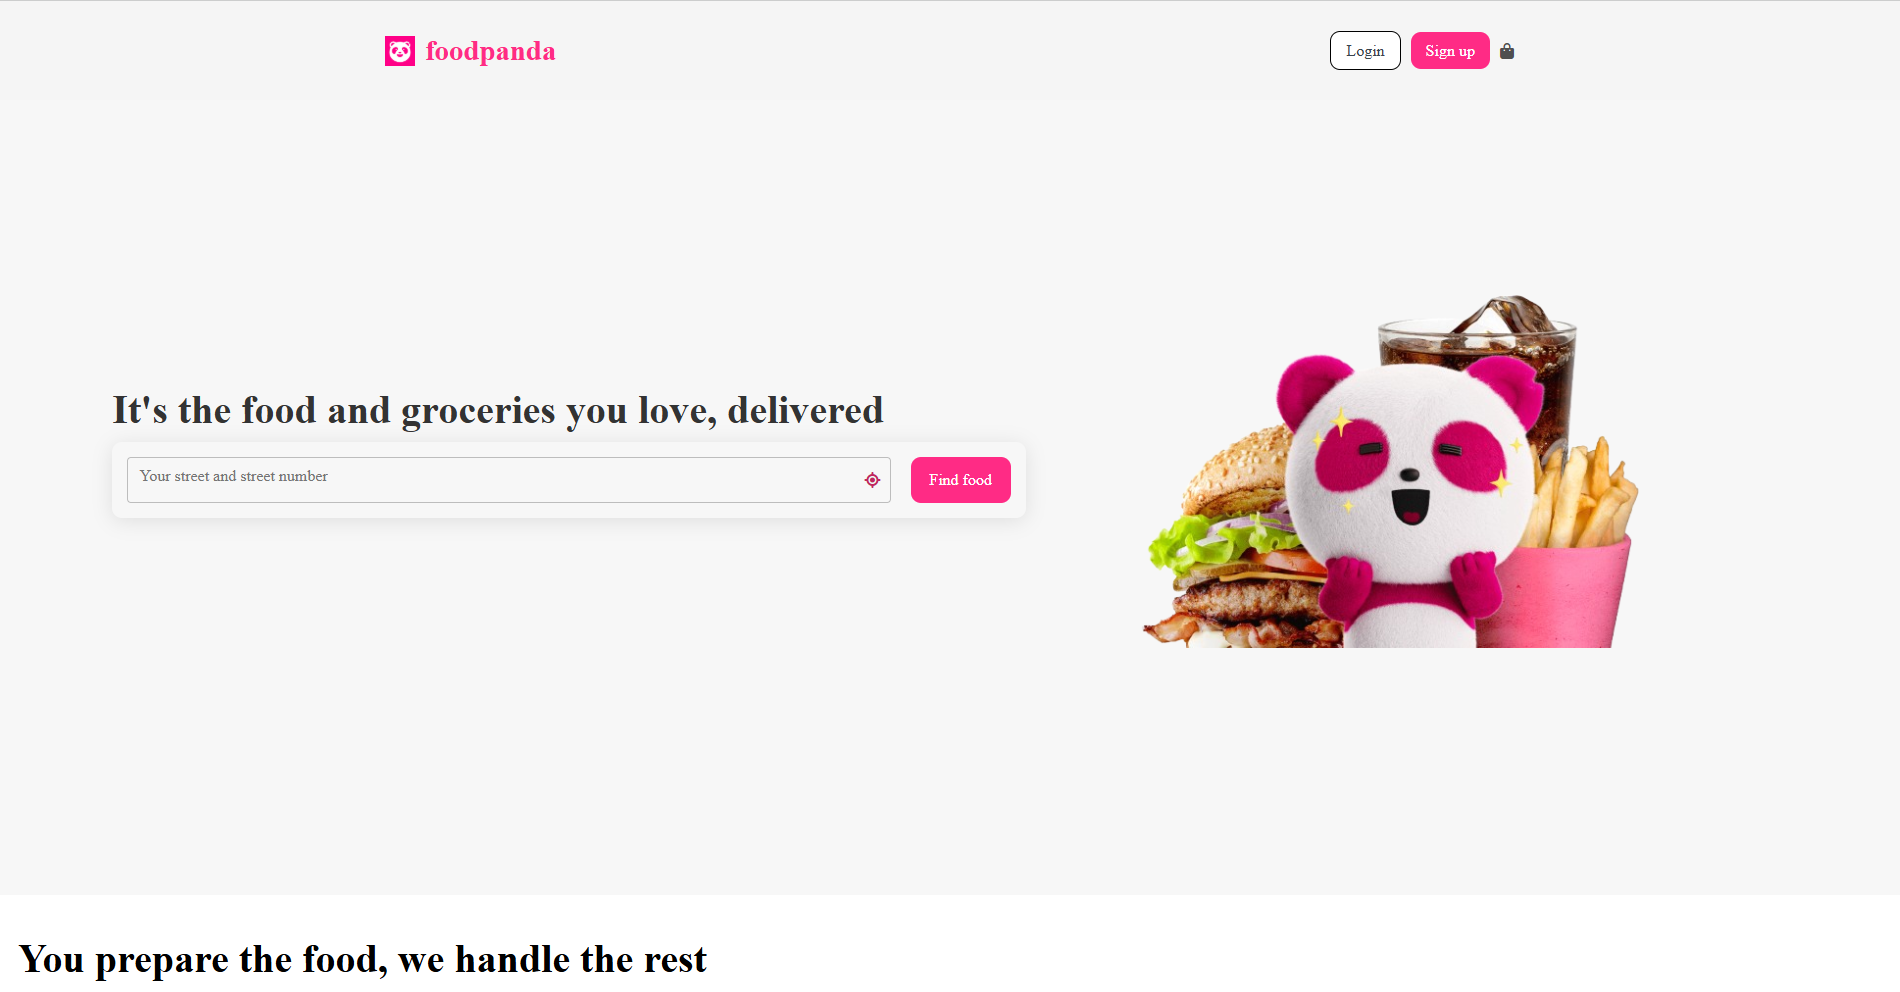 foodpanda
Login
Sign up
It's the food and groceries you love, delivered
Your street and street number
Find food
You prepare the food, we handle the rest